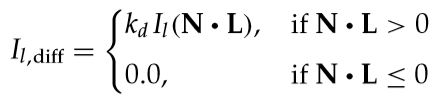 I_{l,diff} = { k_d I_l (N • L), if N • L > 0
0.0, if N • L ≤ 0